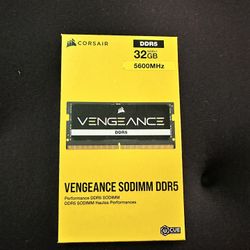 CORSAIR
DDR5
32GB
5600MHz
VENGEANCE
DDR5
VENGEANCE SODIMM DDR5
Performance DDR5 SODIMM
DDR5 SODIMM Hautes Performances
iCUE